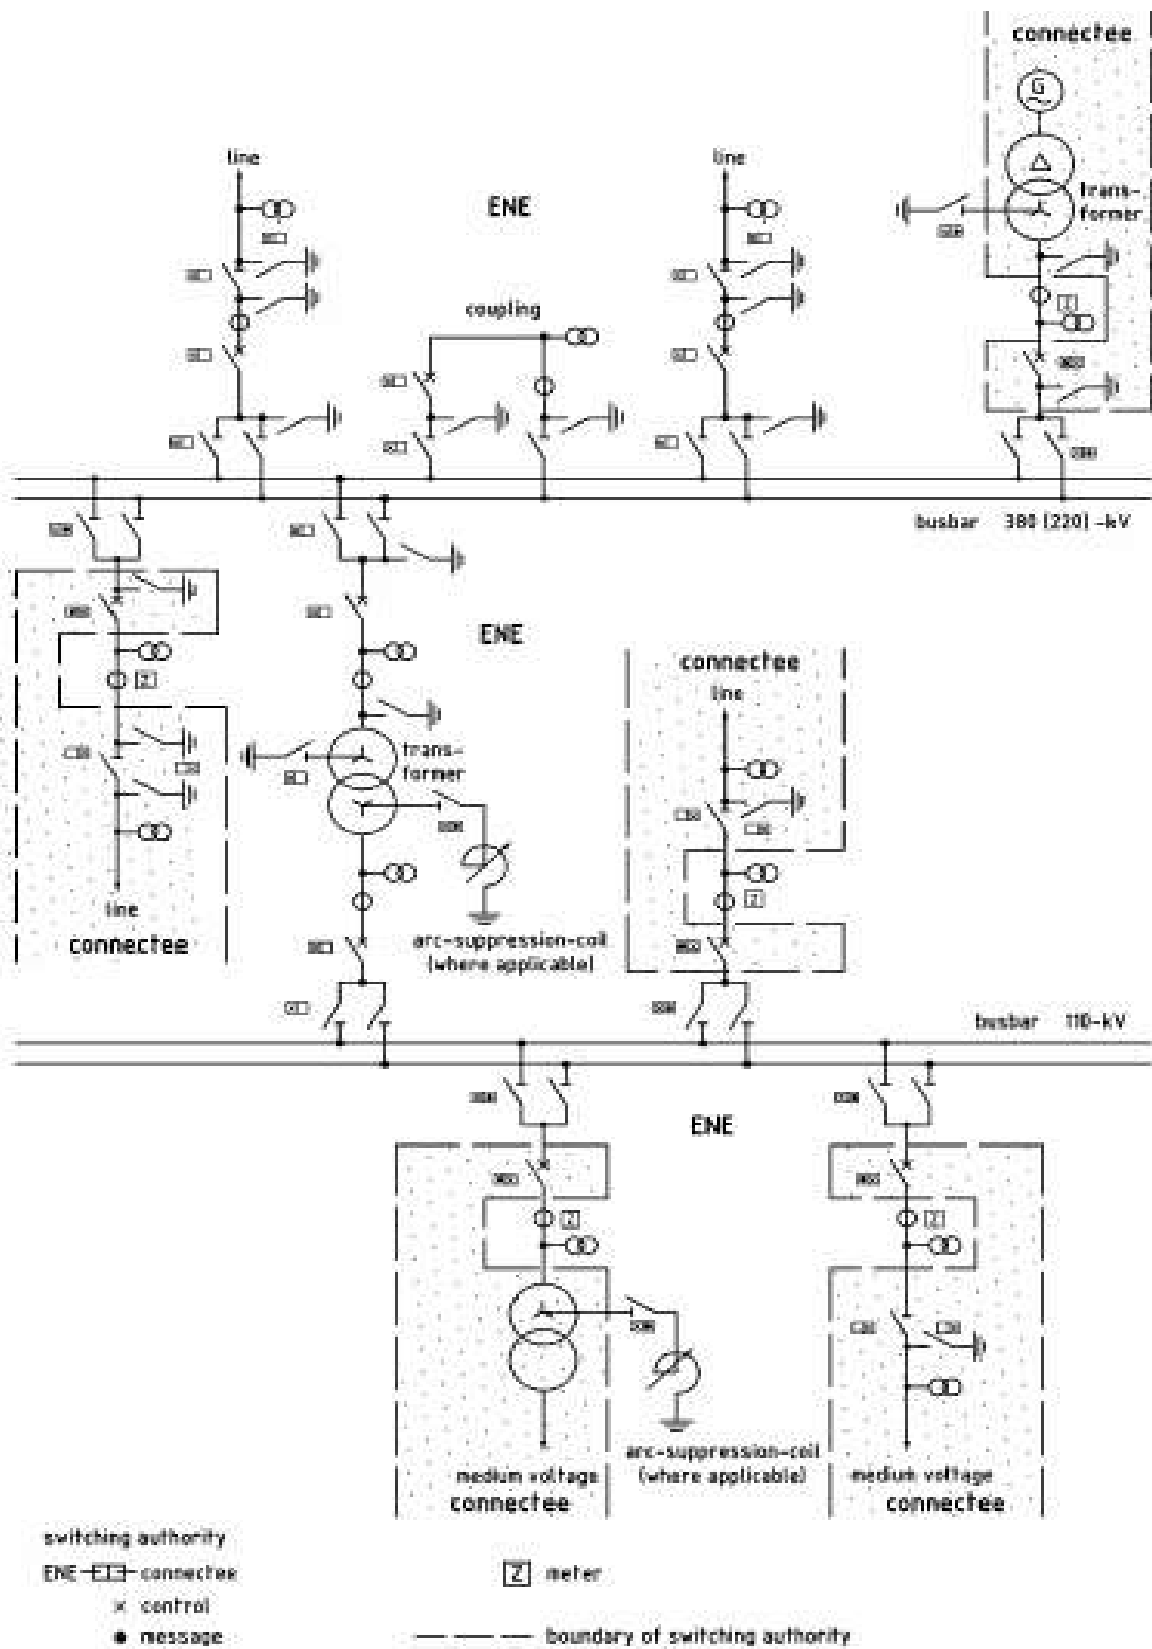 connectee
G
line
line
ENE
trans-
former
Z
coupling
busbar 380 (220) -kV
ENE
connectee
line
Z
trans-
former
Z
line
connectee
arc-suppression-coil
(where applicable)
busbar 110-kV
ENE
Z
Z
arc-suppression-coil
(where applicable)
medium voltage
connectee
medium voltage
connectee
switching authority
ENE connectee
x control
● message
Z meter
boundary of switching authority